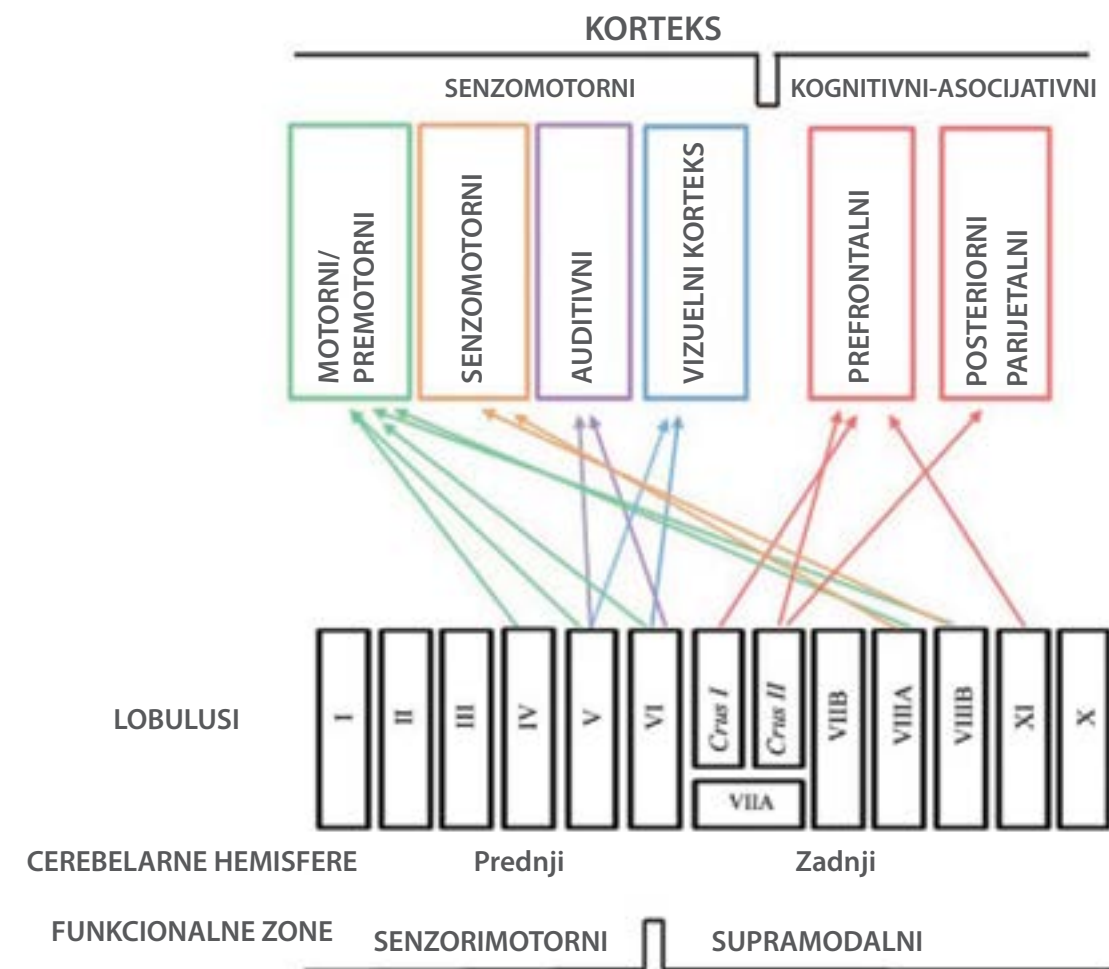 KORTEKS
SENZOMOTORNI
KOGNITIVNI-ASOCIJATIVNI
MOTORNI/
PREMOTORNI
SENZOMOTORNI
AUDITIVNI
VIZUELNI KORTEKS
PREFRONTALNI
POSTERIORNI
PARIJETALNI
LOBULUSI
I
II
III
IV
V
VI
Crus I
Crus II
VIIA
VIIB
VIIIA
VIIIB
XI
X
CEREBELARNE HEMISFERE
Prednji
Zadnji
FUNKCIONALNE ZONE
SENZORIMOTORNI
SUPRAMODALNI